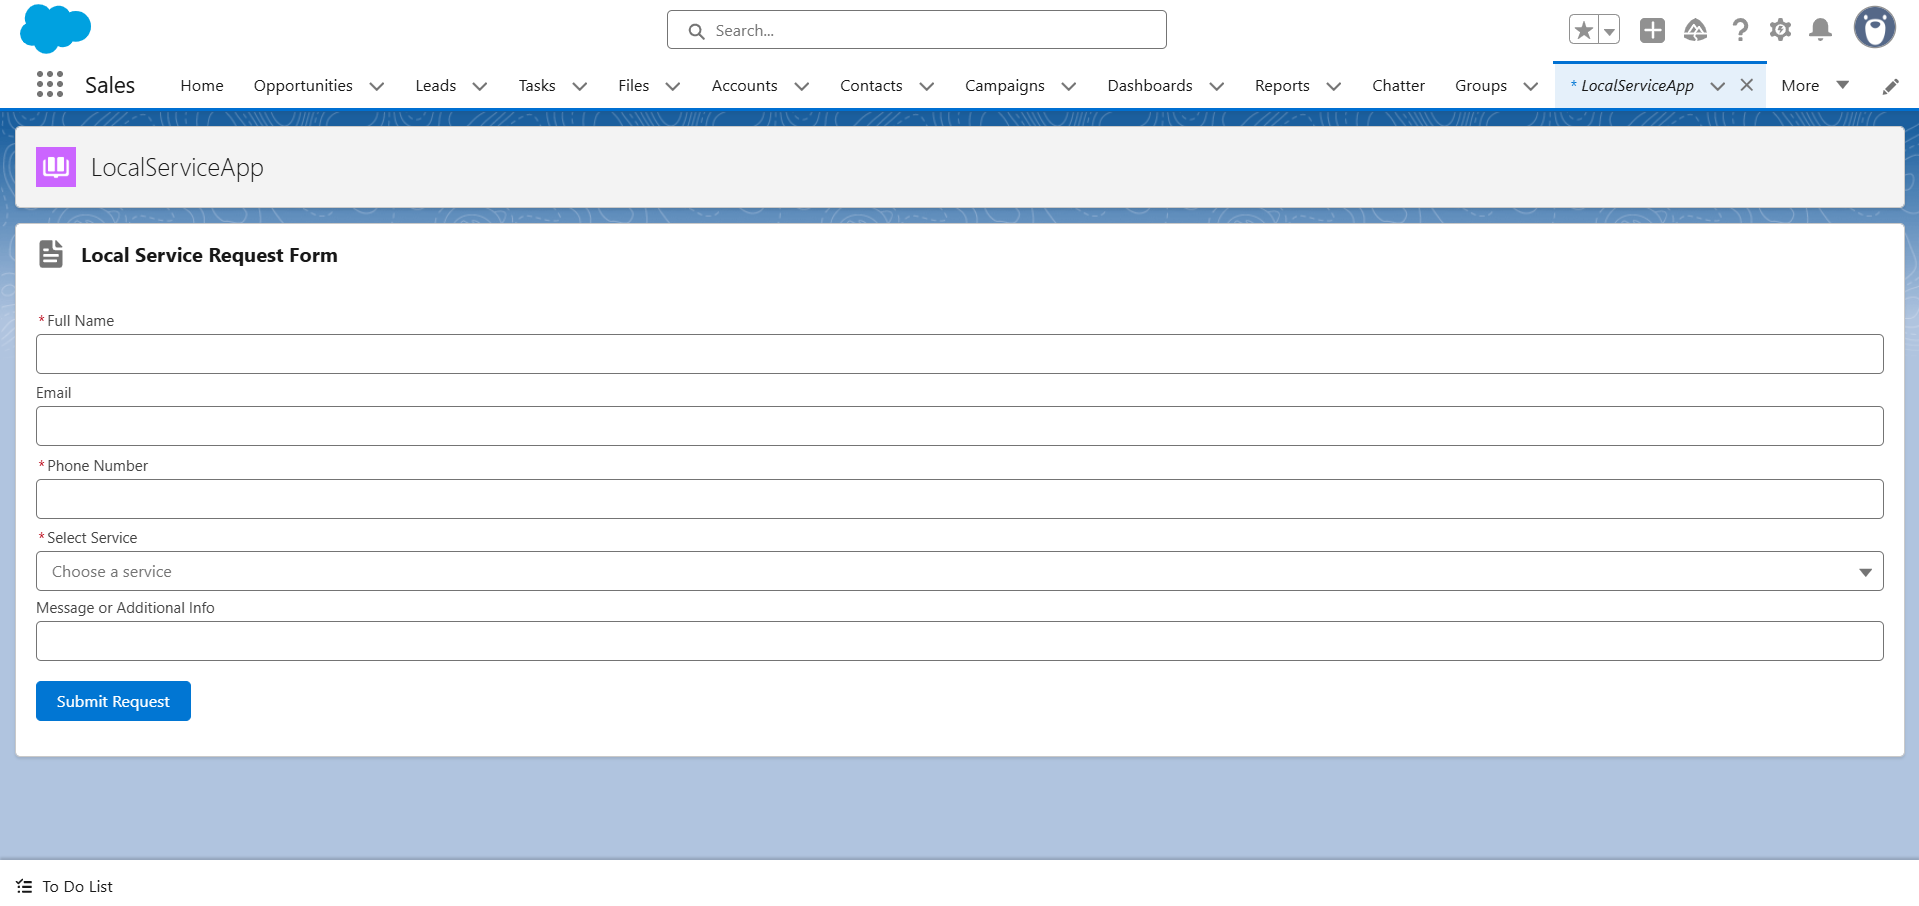 Search...
Sales
Home
Opportunities
Leads
Tasks
Files
Accounts
Contacts
Campaigns
Dashboards
Reports
Chatter
Groups
* LocalServiceApp
More
LocalServiceApp
Local Service Request Form
*Full Name
Email
*Phone Number
*Select Service
Choose a service
Message or Additional Info
Submit Request
To Do List